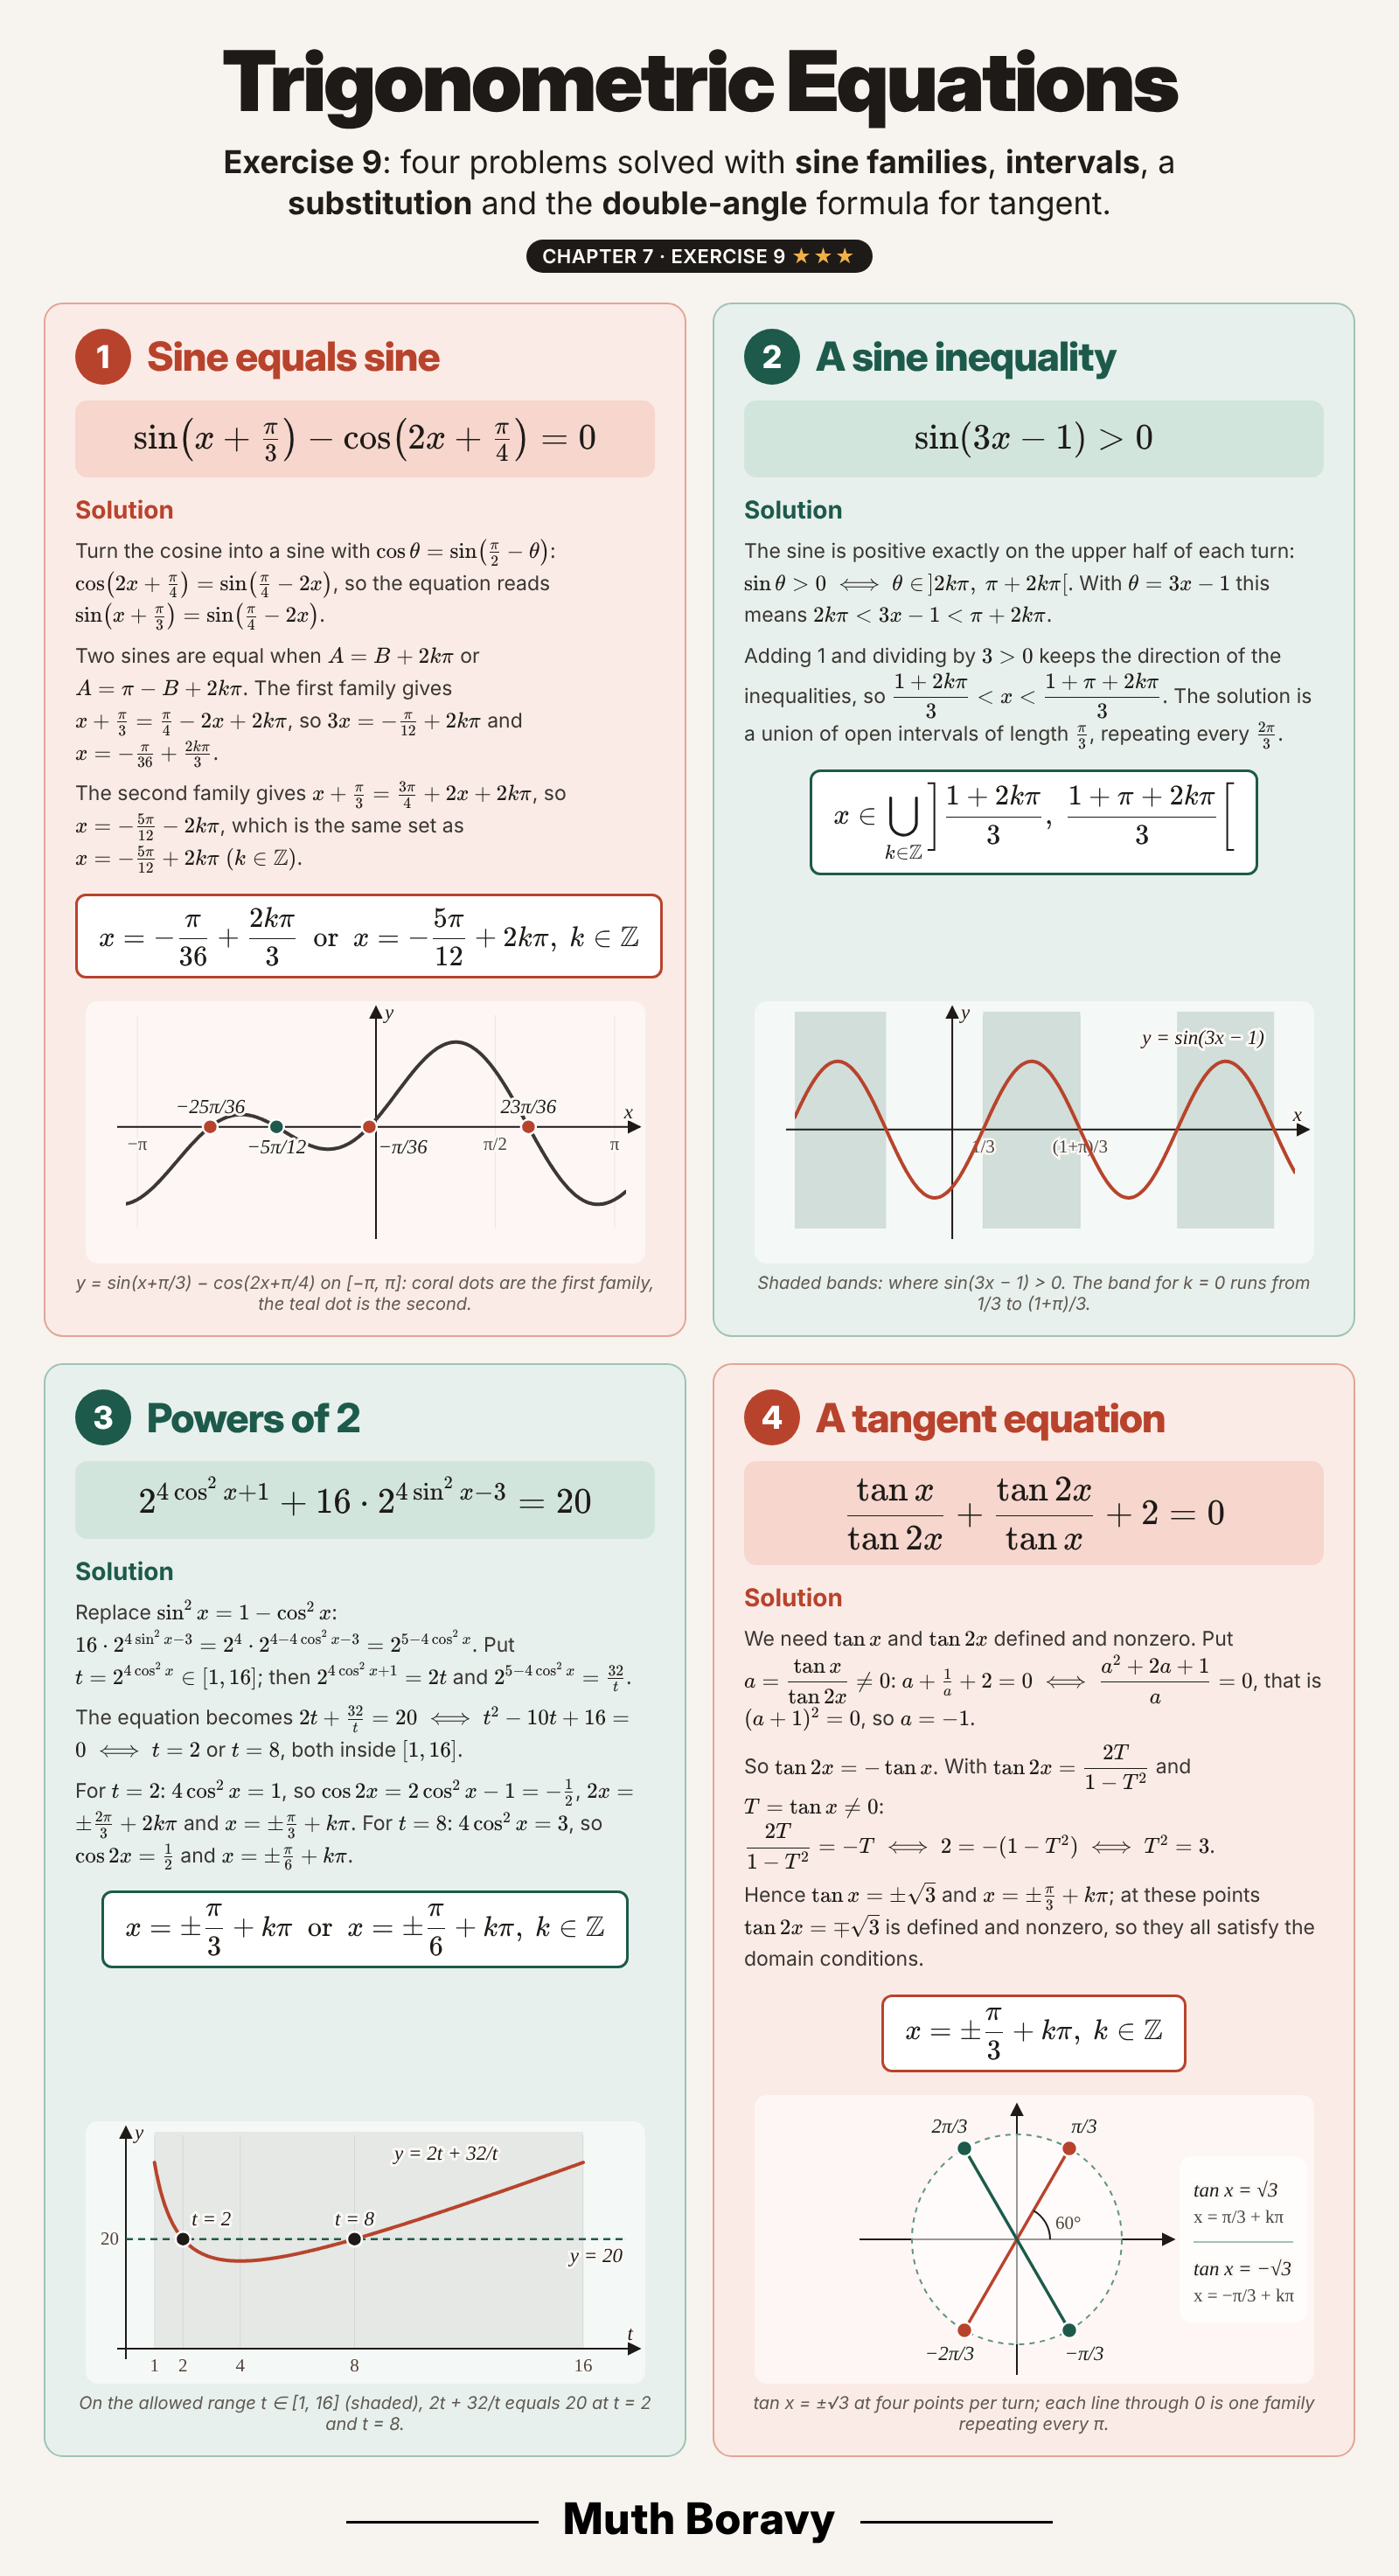 Trigonometric Equations
Exercise 9: four problems solved with sine families, intervals, a
substitution and the double-angle formula for tangent.
CHAPTER 7 · EXERCISE 9 ★★★
1 Sine equals sine
sin(x + π/3) − cos(2x + π/4) = 0
Solution
Turn the cosine into a sine with cos θ = sin(π/2 − θ):
cos(2x + π/4) = sin(π/4 − 2x), so the equation reads
sin(x + π/3) = sin(π/4 − 2x).
Two sines are equal when A = B + 2kπ or
A = π − B + 2kπ. The first family gives
x + π/3 = π/4 − 2x + 2kπ, so 3x = −π/12 + 2kπ and
x = −π/36 + 2kπ/3.
The second family gives x + π/3 = 3π/4 + 2x + 2kπ, so
x = −5π/12 − 2kπ, which is the same set as
x = −5π/12 + 2kπ (k ∈ ℤ).
x = −π/36 + 2kπ/3 or x = −5π/12 + 2kπ, k ∈ ℤ
y
−25π/36
23π/36
x
−π
−5π/12
−π/36
π/2
π
y = sin(x+π/3) − cos(2x+π/4) on [−π, π]: coral dots are the first family,
the teal dot is the second.
2 A sine inequality
sin(3x − 1) > 0
Solution
The sine is positive exactly on the upper half of each turn:
sin θ > 0 ⟺ θ ∈ ]2kπ, π + 2kπ[. With θ = 3x − 1 this
means 2kπ < 3x − 1 < π + 2kπ.
Adding 1 and dividing by 3 > 0 keeps the direction of the
inequalities, so (1 + 2kπ)/3 < x < (1 + π + 2kπ)/3. The solution is
a union of open intervals of length π/3, repeating every 2π/3.
x ∈ ⋃ k∈ℤ ](1 + 2kπ)/3, (1 + π + 2kπ)/3[
y
y = sin(3x − 1)
x
1/3
(1+π)/3
Shaded bands: where sin(3x − 1) > 0. The band for k = 0 runs from
1/3 to (1+π)/3.
3 Powers of 2
2^(4 cos² x+1) + 16 · 2^(4 sin² x−3) = 20
Solution
Replace sin² x = 1 − cos² x:
16 · 2^(4 sin² x−3) = 2⁴ · 2^(4−4 cos² x−3) = 2^(5−4 cos² x). Put
t = 2^(4 cos² x) ∈ [1, 16]; then 2^(4 cos² x+1) = 2t and 2^(5−4 cos² x) = 32/t.
The equation becomes 2t + 32/t = 20 ⟺ t² − 10t + 16 =
0 ⟺ t = 2 or t = 8, both inside [1, 16].
For t = 2: 4 cos² x = 1, so cos 2x = 2 cos² x − 1 = −1/2, 2x =
±2π/3 + 2kπ and x = ±π/3 + kπ. For t = 8: 4 cos² x = 3, so
cos 2x = 1/2 and x = ±π/6 + kπ.
x = ±π/3 + kπ or x = ±π/6 + kπ, k ∈ ℤ
y
y = 2t + 32/t
t = 2
t = 8
20
y = 20
t
1 2 4 8 16
On the allowed range t ∈ [1, 16] (shaded), 2t + 32/t equals 20 at t = 2
and t = 8.
4 A tangent equation
tan x/tan 2x + tan 2x/tan x + 2 = 0
Solution
We need tan x and tan 2x defined and nonzero. Put
a = tan x/tan 2x ≠ 0: a + 1/a + 2 = 0 ⟺ (a² + 2a + 1)/a = 0, that is
(a + 1)² = 0, so a = −1.
So tan 2x = − tan x. With tan 2x = 2T/(1 − T²) and
T = tan x ≠ 0:
2T/(1 − T²) = −T ⟺ 2 = −(1 − T²) ⟺ T² = 3.
Hence tan x = ±√3 and x = ±π/3 + kπ; at these points
tan 2x = ∓√3 is defined and nonzero, so they all satisfy the
domain conditions.
x = ±π/3 + kπ, k ∈ ℤ
2π/3
π/3
60°
−2π/3
−π/3
tan x = √3
x = π/3 + kπ
tan x = −√3
x = −π/3 + kπ
tan x = ±√3 at four points per turn; each line through 0 is one family
repeating every π.
Muth Boravy